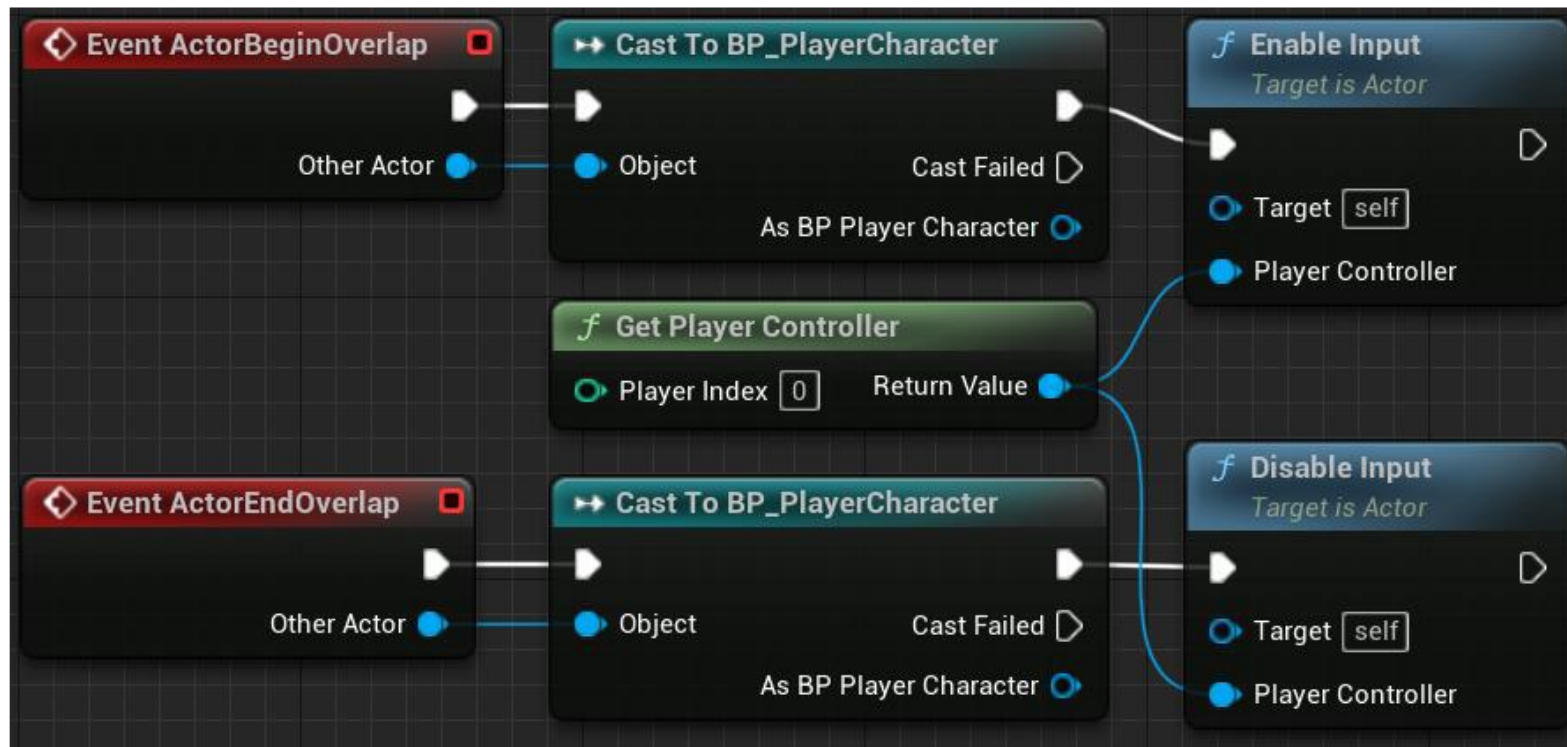 Event ActorBeginOverlap
Other Actor
Cast To BP_PlayerCharacter
Object
Cast Failed
As BP Player Character
f Enable Input
Target is Actor
Target self
Player Controller
f Get Player Controller
Player Index 0
Return Value
Event ActorEndOverlap
Other Actor
Cast To BP_PlayerCharacter
Object
Cast Failed
As BP Player Character
f Disable Input
Target is Actor
Target self
Player Controller